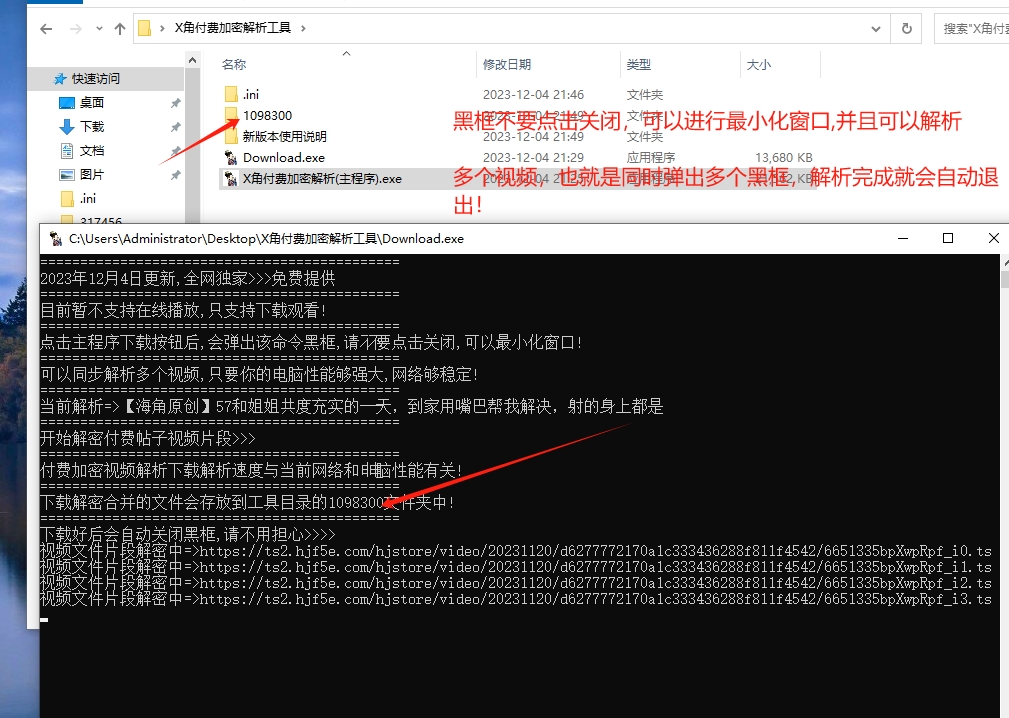 X角付费加密解析工具
搜索"X角付费
名称
修改日期
类型
大小
快速访问
桌面
下载
文档
图片
.ini
317456
.ini
2023-12-04 21:46
文件夹
1098300
文件夹
新版本使用说明
2023-12-04 21:49
文件夹
Download.exe
2023-12-04 21:29
应用程序
13,680 KB
X角付费加密解析(主程序).exe
黑框不要点击关闭，可以进行最小化窗口,并且可以解析
多个视频，也就是同时弹出多个黑框，解析完成就会自动退
出！
C:\Users\Administrator\Desktop\X角付费加密解析工具\Download.exe
=============================================
2023年12月4日更新,全网独家>>>免费提供
=============================================
目前暂不支持在线播放,只支持下载观看!
=============================================
点击主程序下载按钮后,会弹出该命令黑框,请不要点击关闭,可以最小化窗口!
=============================================
可以同步解析多个视频,只要你的电脑性能够强大,网络够稳定!
=============================================
当前解析=>【海角原创】57和姐姐共度充实的一天，到家用嘴巴帮我解决，射的身上都是
=============================================
开始解密付费帖子视频片段>>>
=============================================
付费加密视频解析下载解析速度与当前网络和电脑性能有关!
=============================================
下载解密合并的文件会存放到工具目录的1098300文件夹中!
=============================================
下载好后会自动关闭黑框,请不用担心>>>>
视频文件片段解密中=>https://ts2.hjf5e.com/hjstore/video/20231120/d6277772170a1c333436288f811f4542/6651335bpXwpRpf_i0.ts
视频文件片段解密中=>https://ts2.hjf5e.com/hjstore/video/20231120/d6277772170a1c333436288f811f4542/6651335bpXwpRpf_i1.ts
视频文件片段解密中=>https://ts2.hjf5e.com/hjstore/video/20231120/d6277772170a1c333436288f811f4542/6651335bpXwpRpf_i2.ts
视频文件片段解密中=>https://ts2.hjf5e.com/hjstore/video/20231120/d6277772170a1c333436288f811f4542/6651335bpXwpRpf_i3.ts